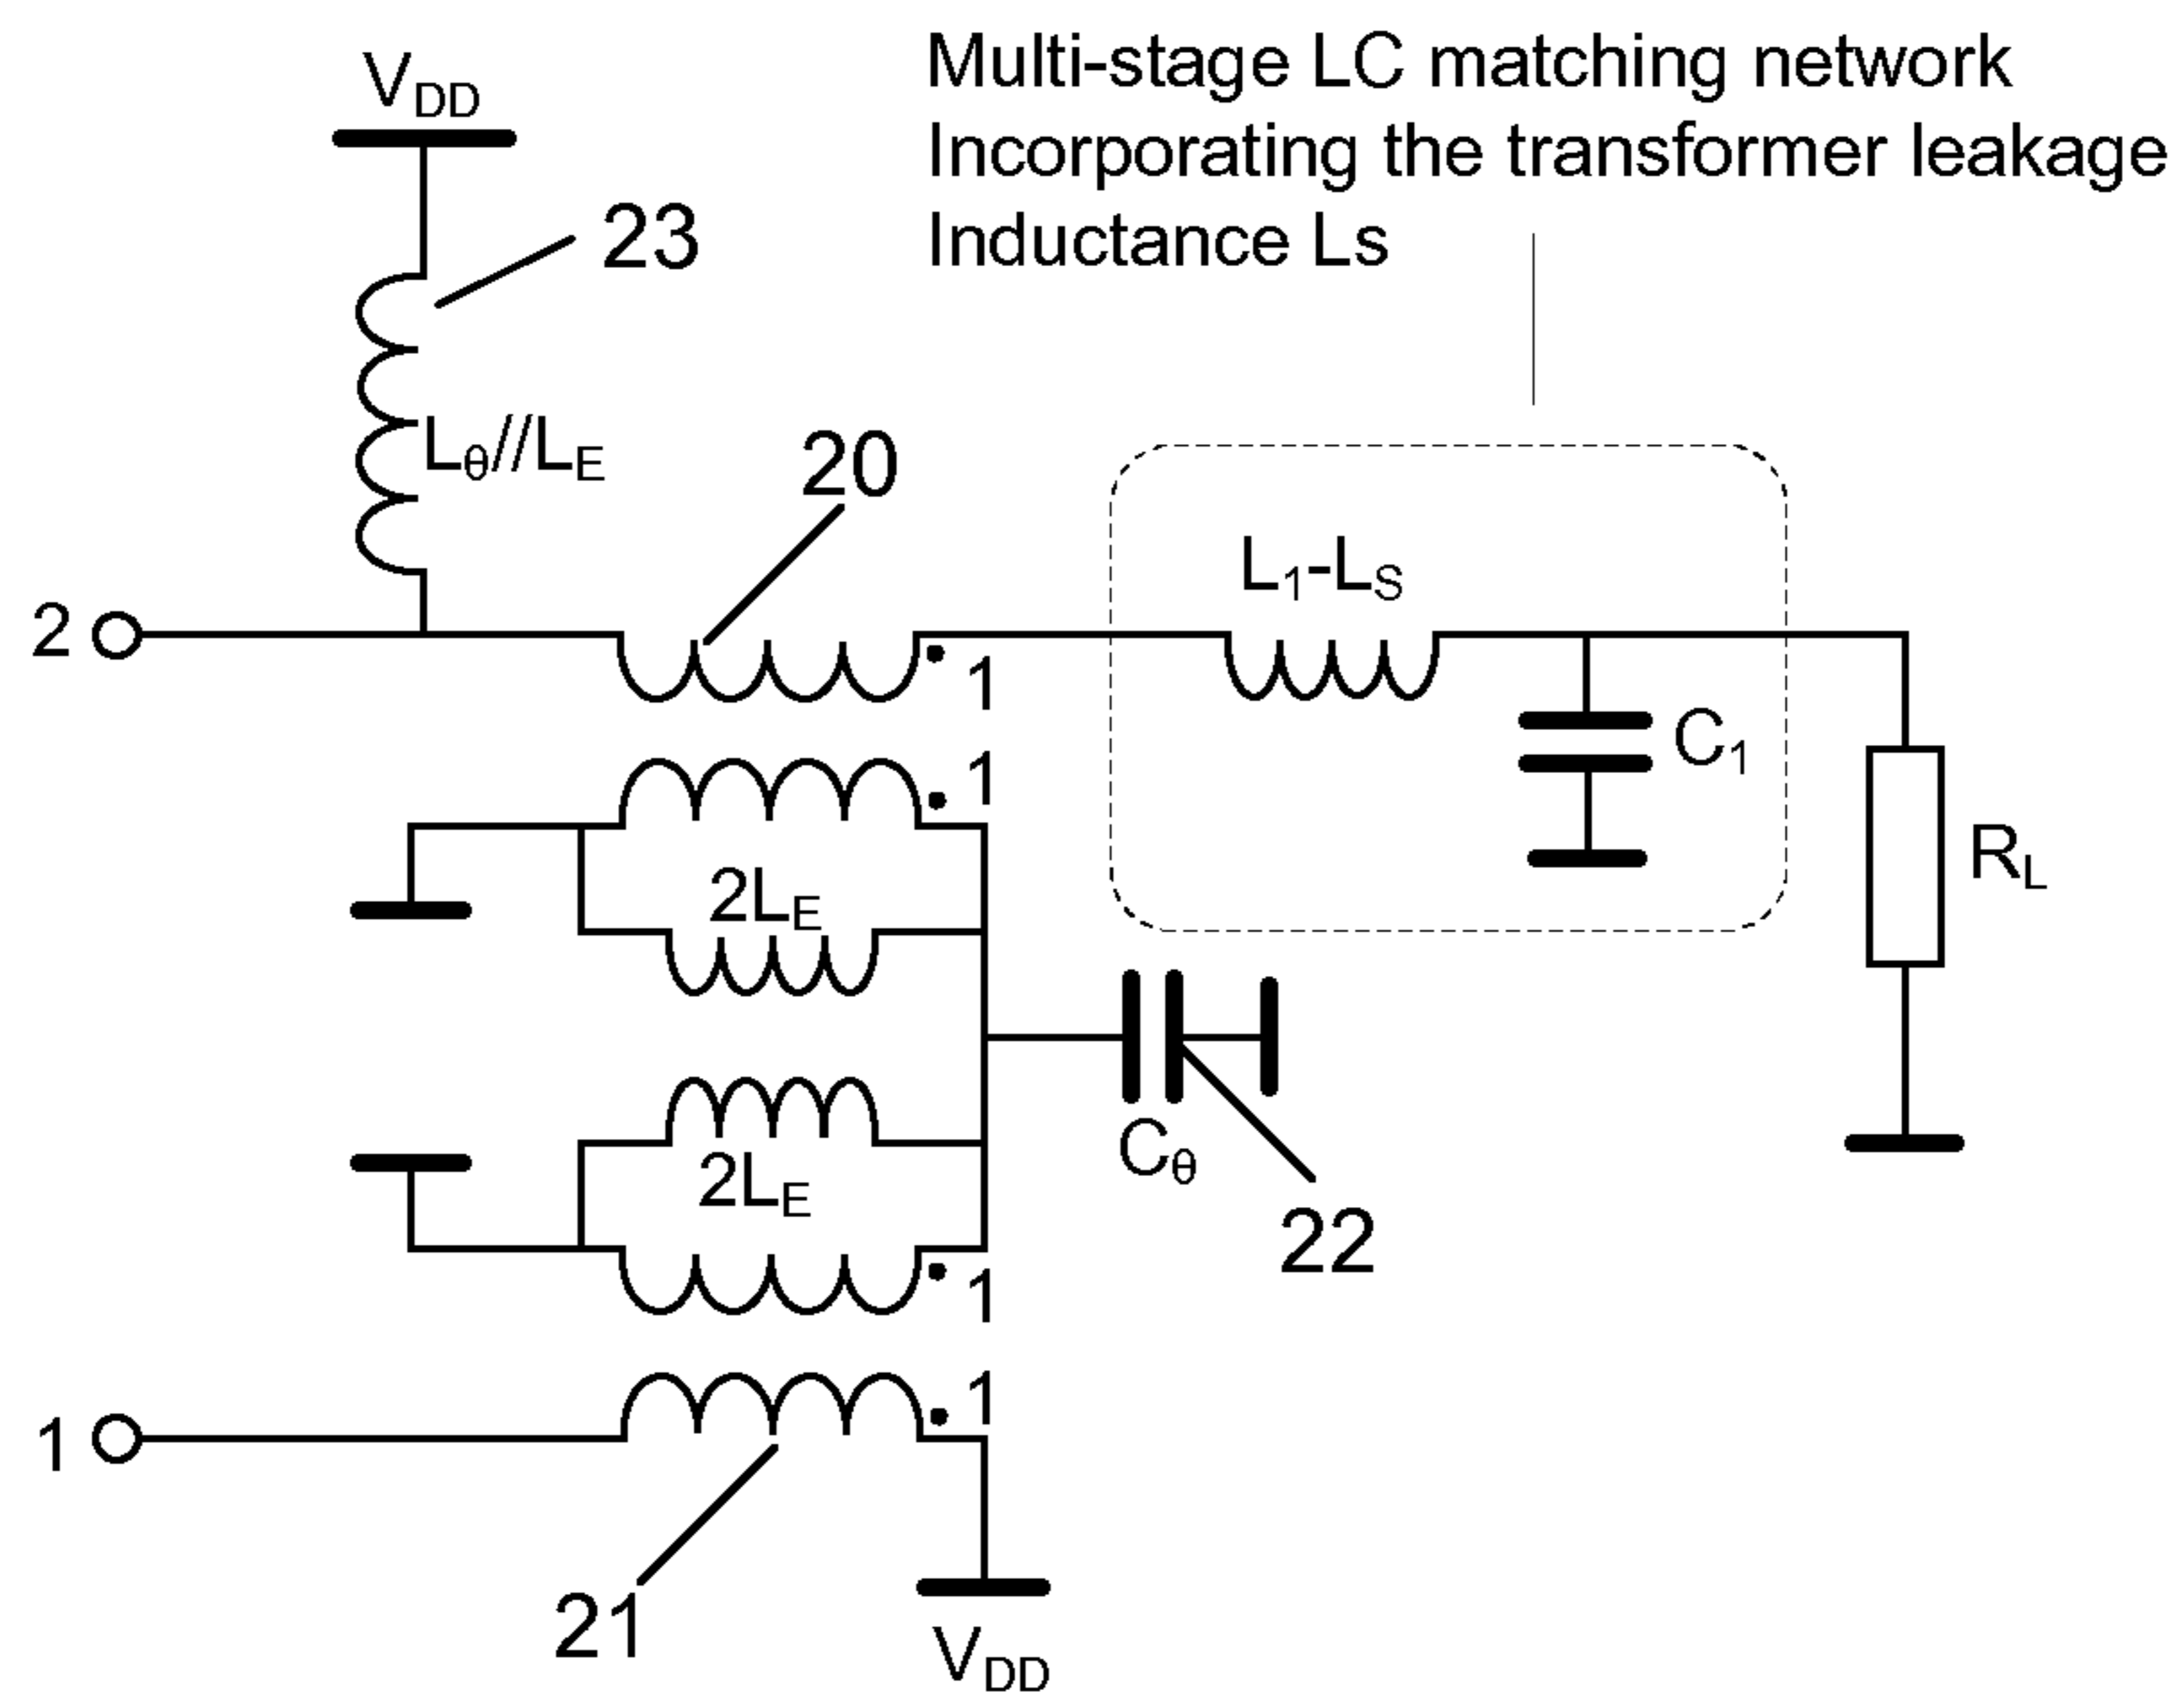 Multi-stage LC matching network
Incorporating the transformer leakage
Inductance Ls
VDD
23
Lθ//LE
20
L1-LS
2
1
C1
1
RL
2LE
Cθ
2LE
22
1
1
1
21
VDD